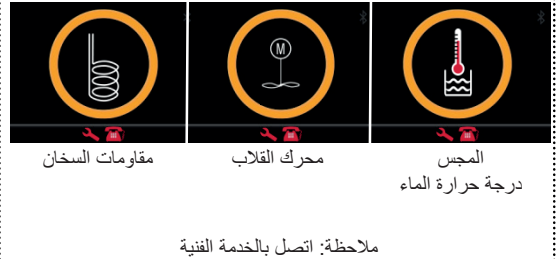 M
المجس
درجة حرارة الماء
محرك القلاب
مقاومات السخان
ملاحظة: اتصل بالخدمة الفنية